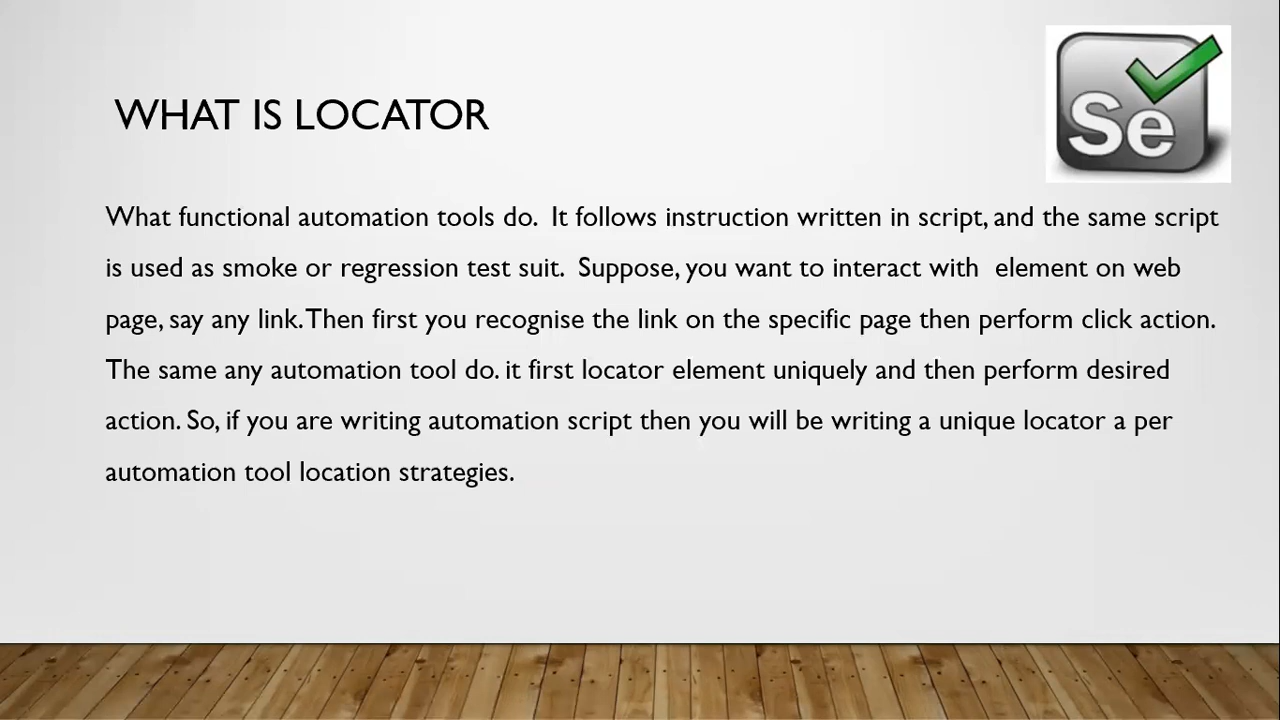 WHAT IS LOCATOR
Se
What functional automation tools do. It follows instruction written in script, and the same script
is used as smoke or regression test suit. Suppose, you want to interact with element on web
page, say any link. Then first you recognise the link on the specific page then perform click action.
The same any automation tool do. it first locator element uniquely and then perform desired
action. So, if you are writing automation script then you will be writing a unique locator a per
automation tool location strategies.